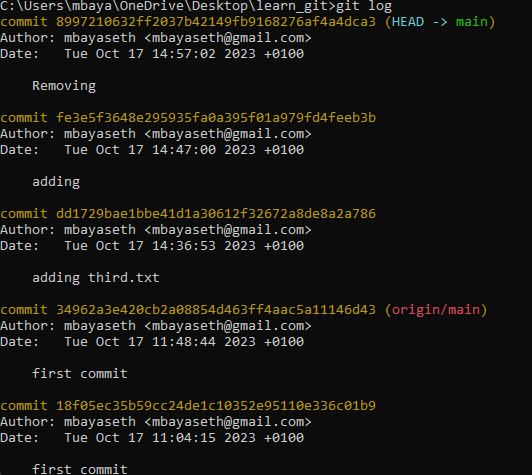 C:\Users\mbaya\OneDrive\Desktop\learn_git>git log
commit 8997210632ff2037b42149fb9168276af4a4dca3 (HEAD -> main)
Author: mbayaseth <mbayaseth@gmail.com>
Date:   Tue Oct 17 14:57:02 2023 +0100
    Removing
commit fe3e5f3648e295935fa0a395f01a979fd4feeb3b
Author: mbayaseth <mbayaseth@gmail.com>
Date:   Tue Oct 17 14:47:00 2023 +0100
    adding
commit dd1729bae1bbe41d1a30612f32672a8de8a2a786
Author: mbayaseth <mbayaseth@gmail.com>
Date:   Tue Oct 17 14:36:53 2023 +0100
    adding third.txt
commit 34962a3e420cb2a08854d463ff4aac5a11146d43 (origin/main)
Author: mbayaseth <mbayaseth@gmail.com>
Date:   Tue Oct 17 11:48:44 2023 +0100
    first commit
commit 18f05ec35b59cc24de1c10352e95110e336c01b9
Author: mbayaseth <mbayaseth@gmail.com>
Date:   Tue Oct 17 11:04:15 2023 +0100
    first commit